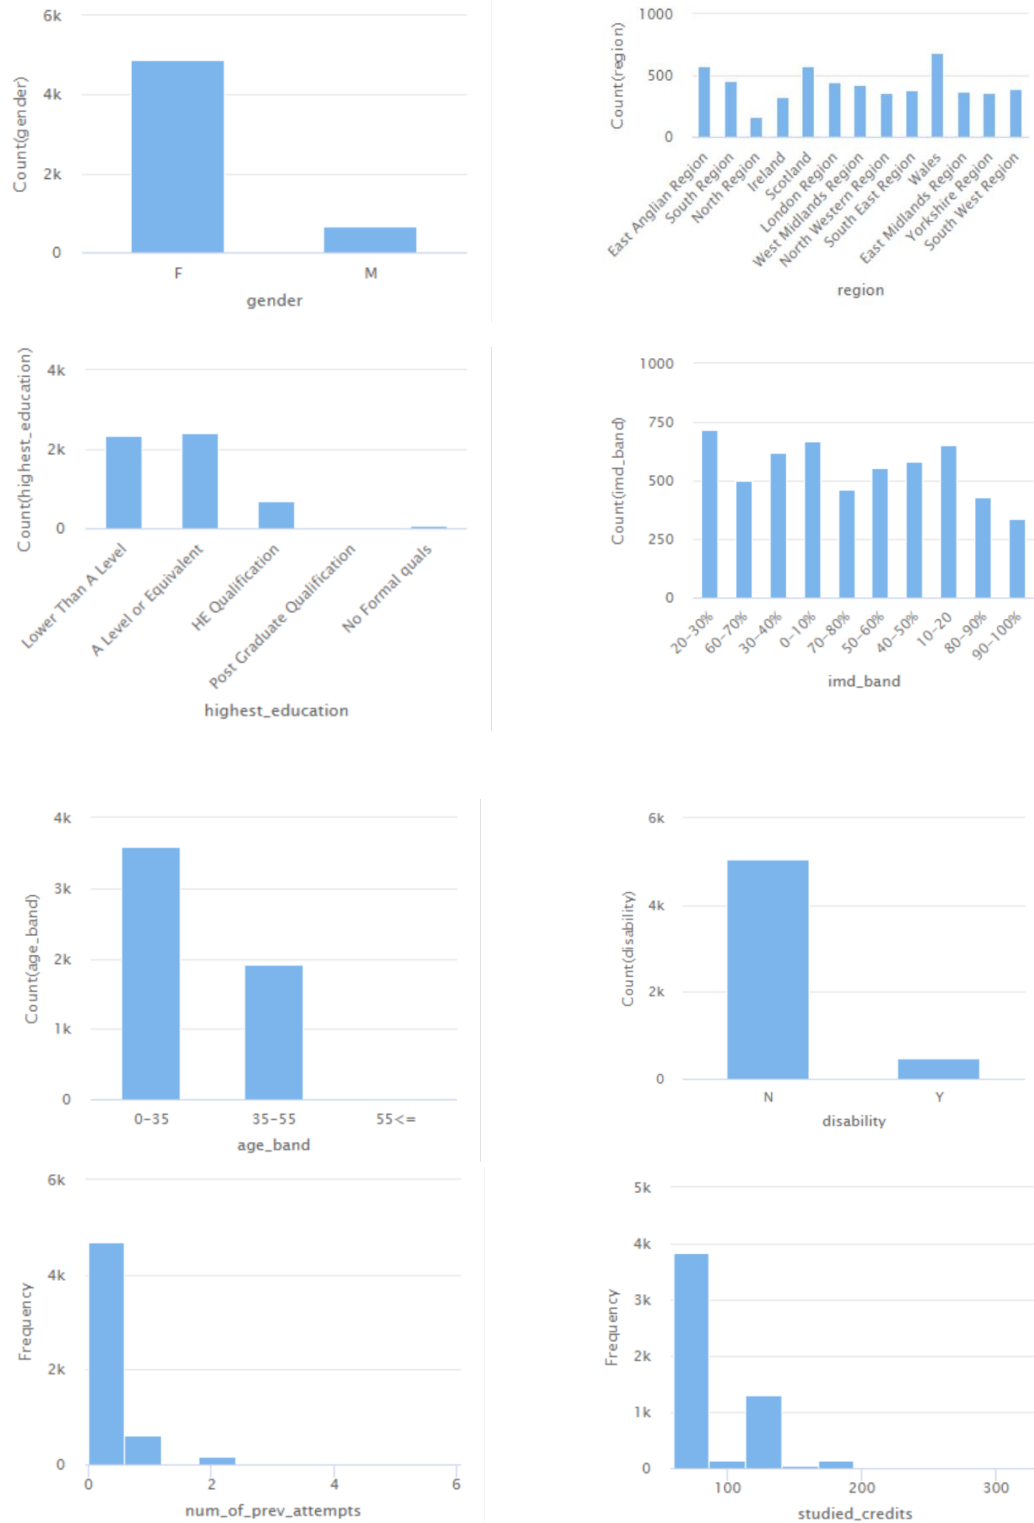 6k
4k
2k
0
Count(gender)
F
M
gender
1000
500
0
Count(region)
East Anglian Region
South Region
North Region
Ireland
Scotland
London Region
West Midlands Region
North Western Region
South East Region
Wales
East Midlands Region
Yorkshire Region
South West Region
region
4k
2k
0
Count(highest_education)
Lower Than A Level
A Level or Equivalent
HE Qualification
Post Graduate Qualification
No Formal quals
highest_education
1000
750
500
250
0
Count(imd_band)
20-30%
60-70%
30-40%
0-10%
70-80%
50-60%
40-50%
10-20
80-90%
90-100%
imd_band
4k
3k
2k
1k
0
Count(age_band)
0-35
35-55
55<=
age_band
6k
4k
2k
0
Count(disability)
N
Y
disability
6k
4k
2k
0
Frequency
0
2
4
6
num_of_prev_attempts
5k
4k
3k
2k
1k
0
Frequency
100
200
300
studied_credits